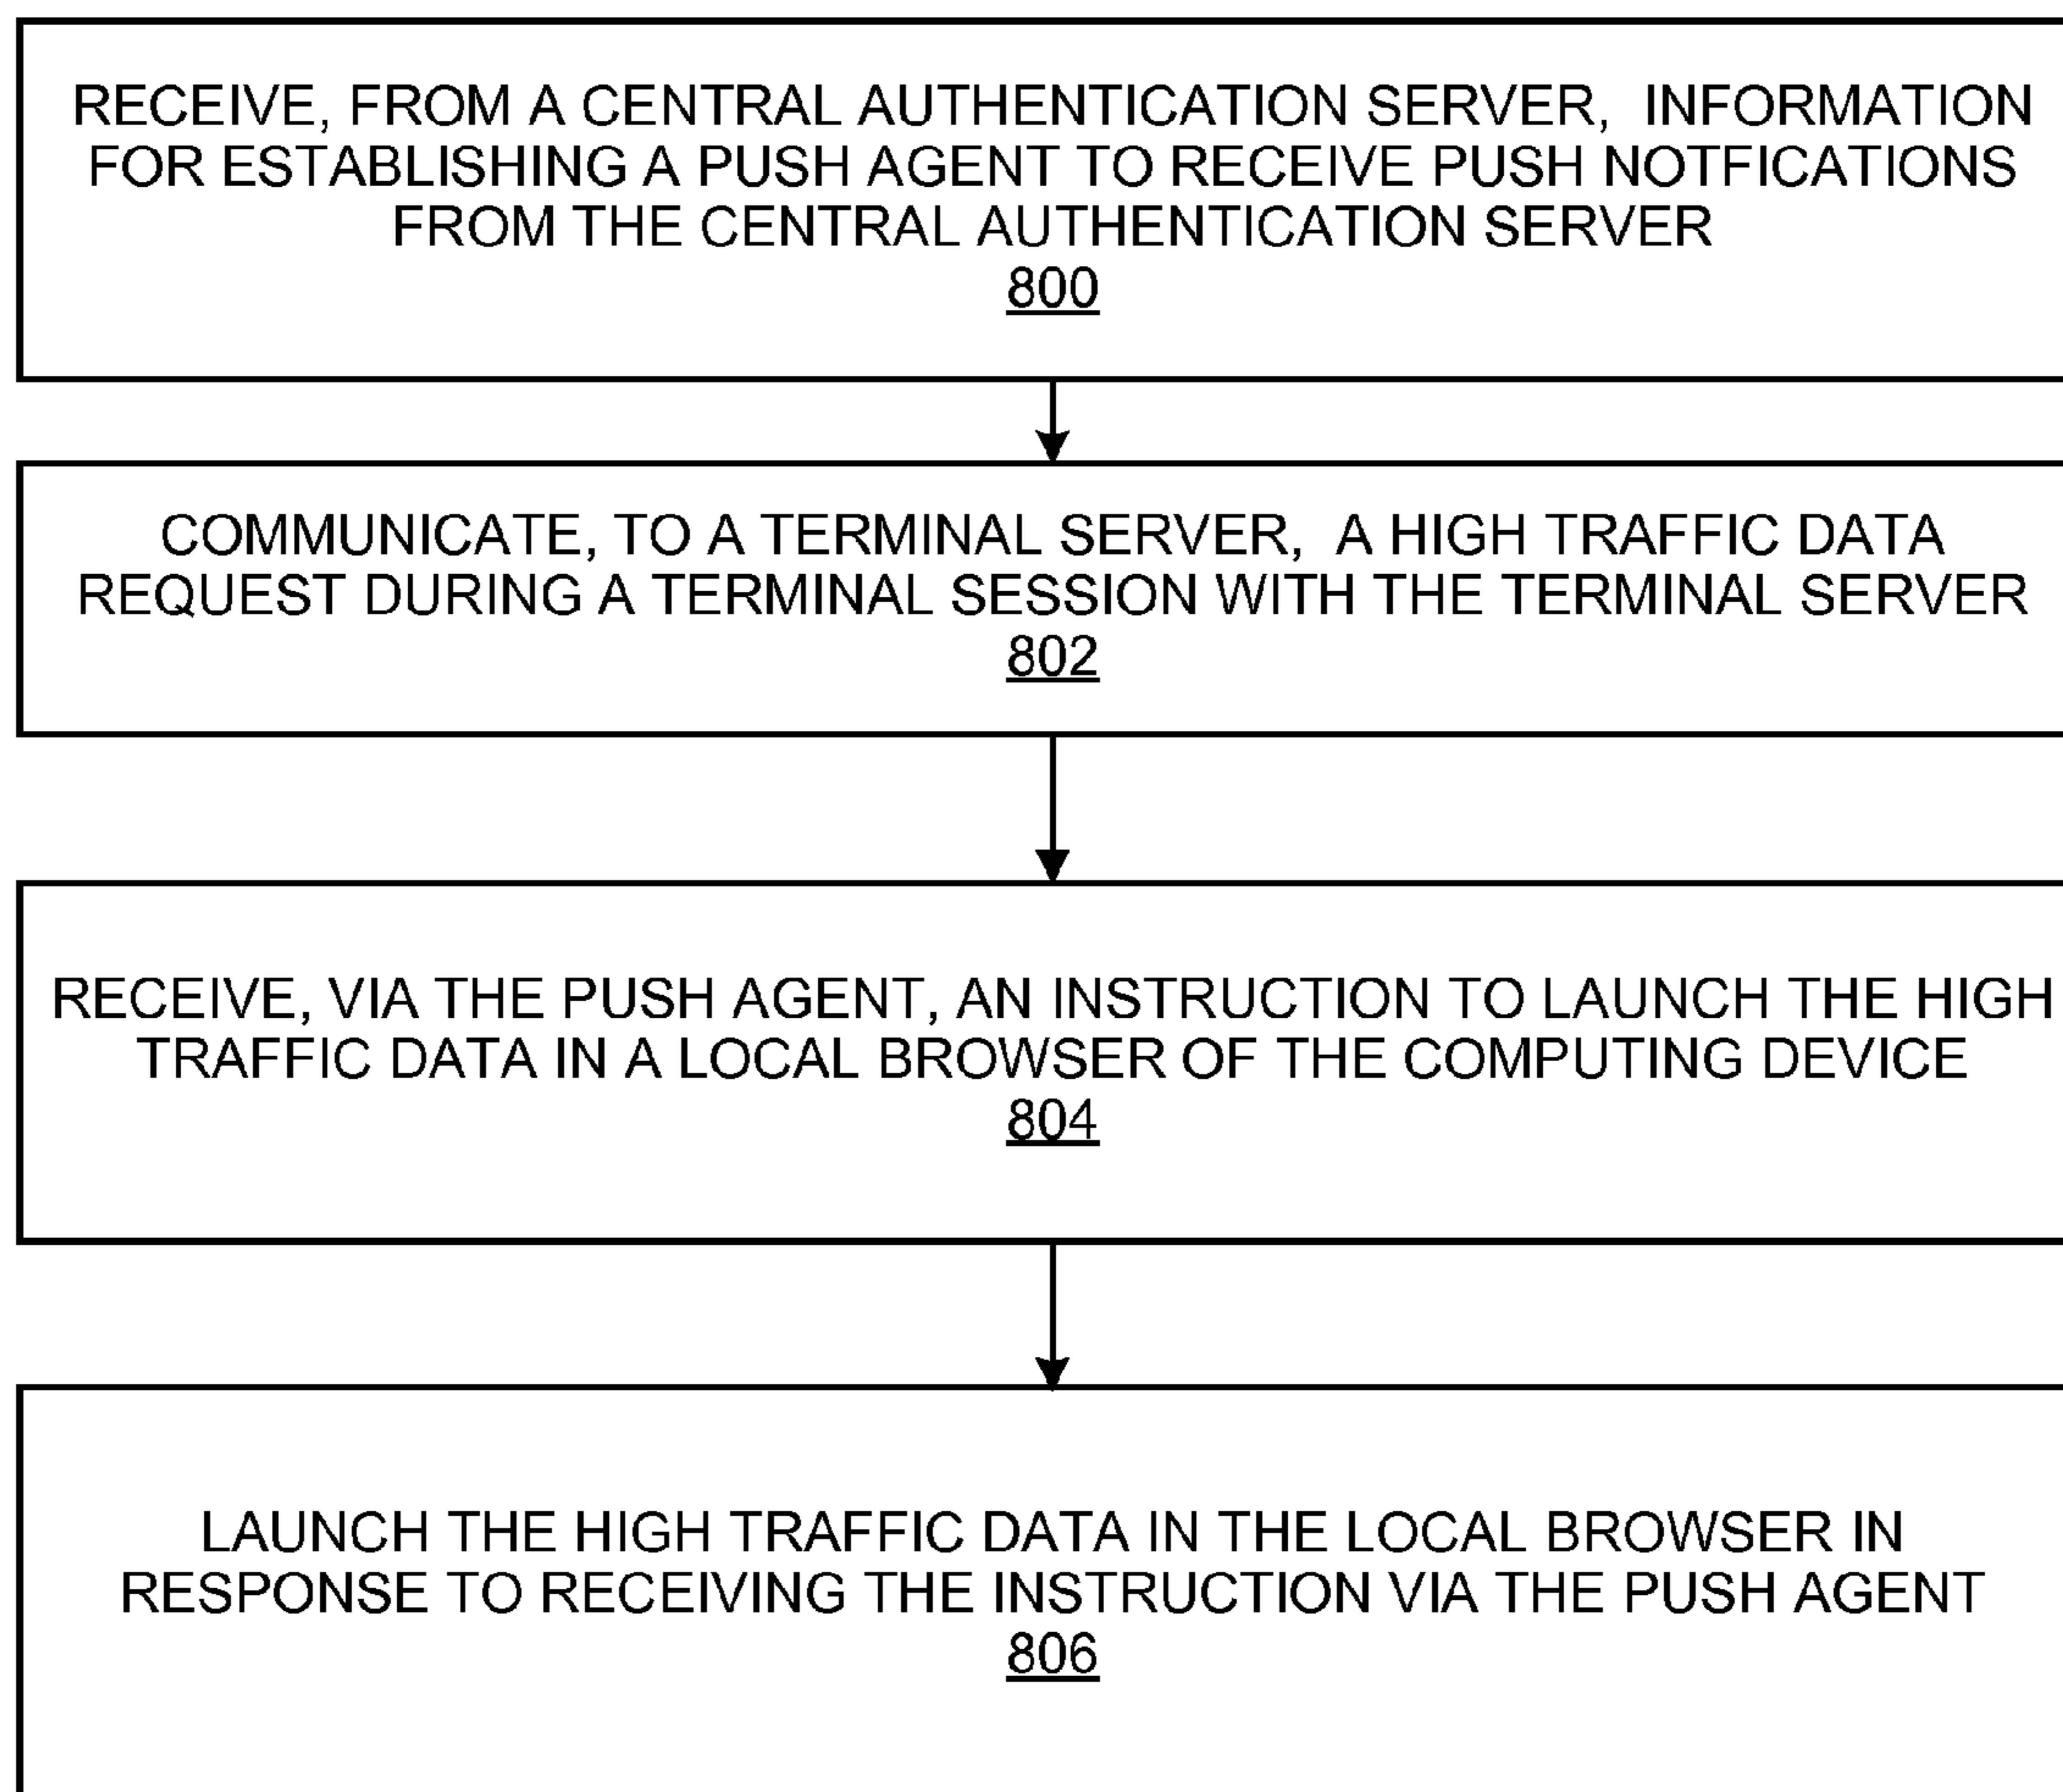 RECEIVE, FROM A CENTRAL AUTHENTICATION SERVER, INFORMATION
FOR ESTABLISHING A PUSH AGENT TO RECEIVE PUSH NOTFICATIONS
FROM THE CENTRAL AUTHENTICATION SERVER
800
COMMUNICATE, TO A TERMINAL SERVER, A HIGH TRAFFIC DATA
REQUEST DURING A TERMINAL SESSION WITH THE TERMINAL SERVER
802
RECEIVE, VIA THE PUSH AGENT, AN INSTRUCTION TO LAUNCH THE HIGH
TRAFFIC DATA IN A LOCAL BROWSER OF THE COMPUTING DEVICE
804
LAUNCH THE HIGH TRAFFIC DATA IN THE LOCAL BROWSER IN
RESPONSE TO RECEIVING THE INSTRUCTION VIA THE PUSH AGENT
806